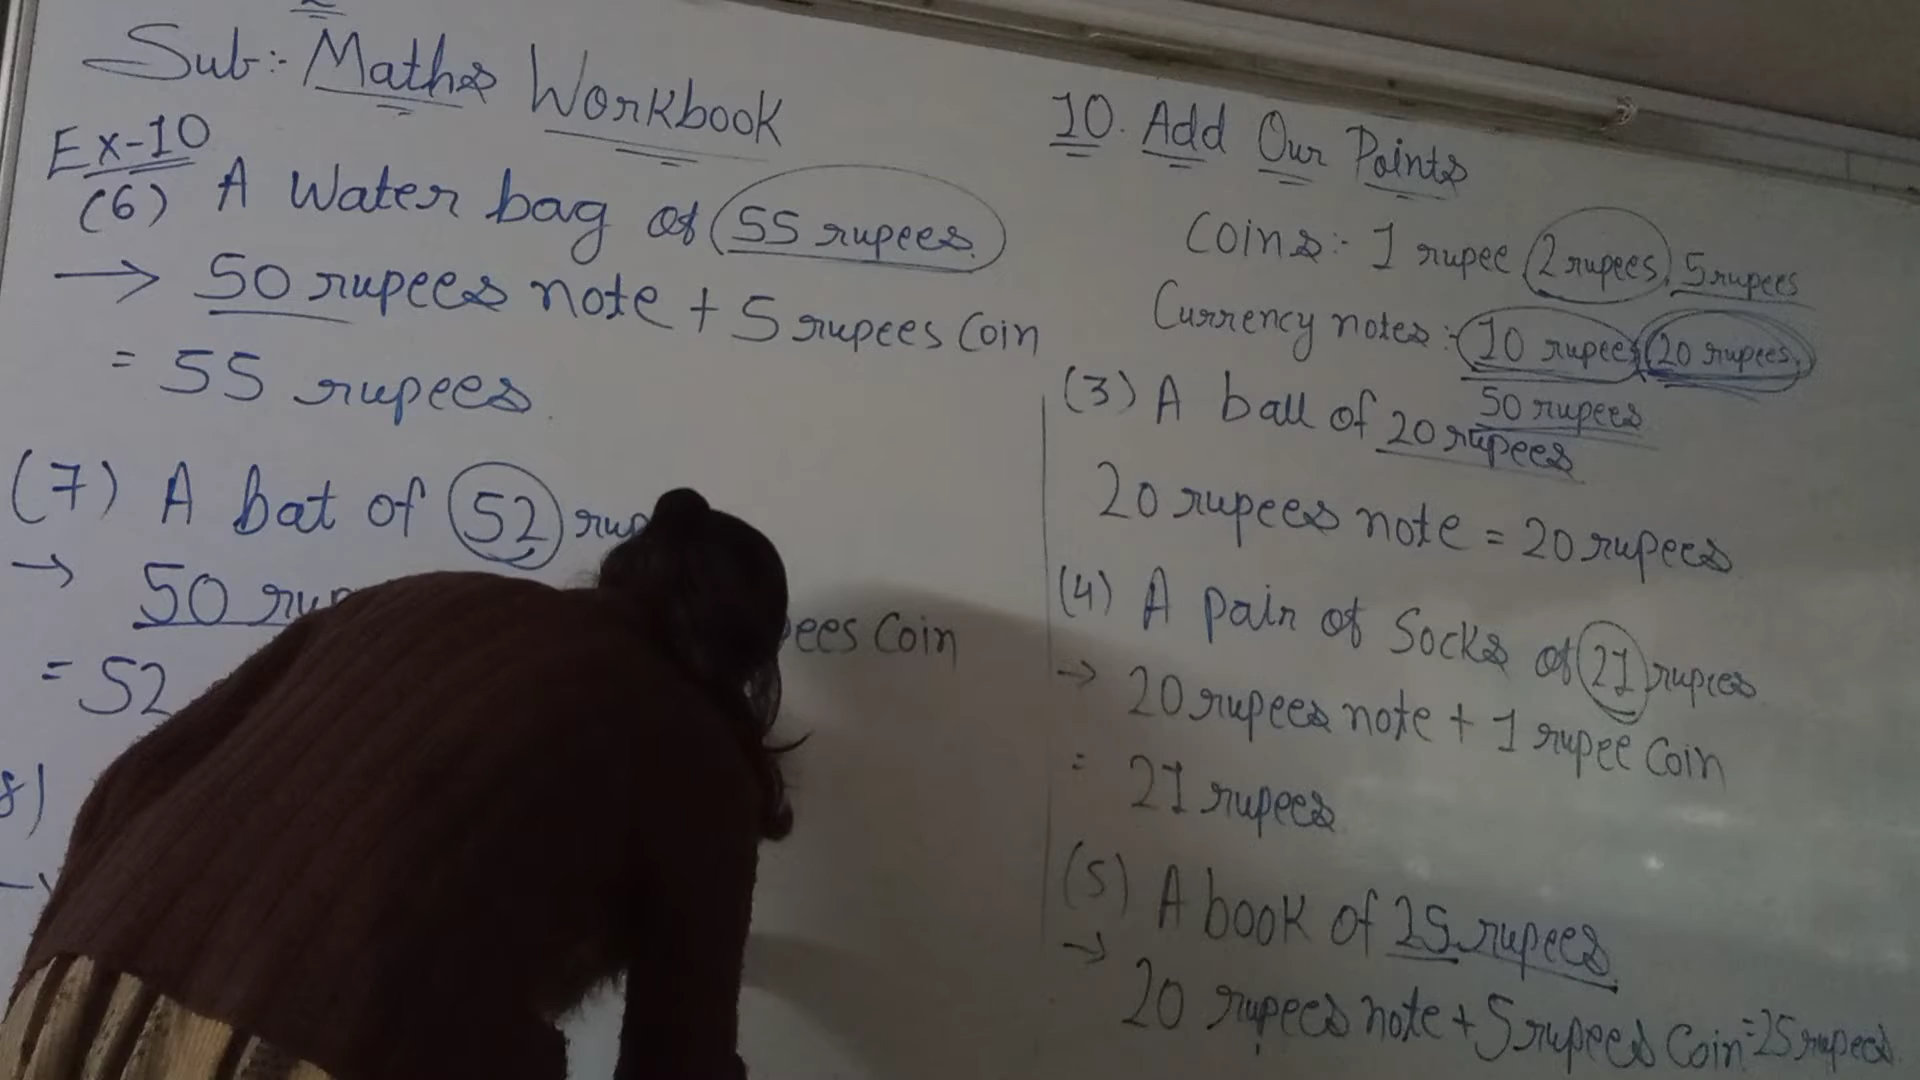 Sub:- Maths Workbook
Ex-10
(6) A Water bag of 55 rupees.
→ 50 rupees note + 5 rupees Coin
= 55 rupees.
(7) A bat of 52
→ 50
= 52
8)
10. Add Our Points
Coins:- 1 rupee, 2 rupees, 5 rupees
Currency notes:- 10 rupees, 20 rupees,
50 rupees
(3) A ball of 20 rupees
20 rupees note = 20 rupees
(4) A pair of Socks of 21 rupees
→ 20 rupees note + 1 rupee Coin
= 21 rupees.
(5) A book of 25 rupees.
→ 20 rupees note + 5 rupees Coin = 25 rupees.
Coin